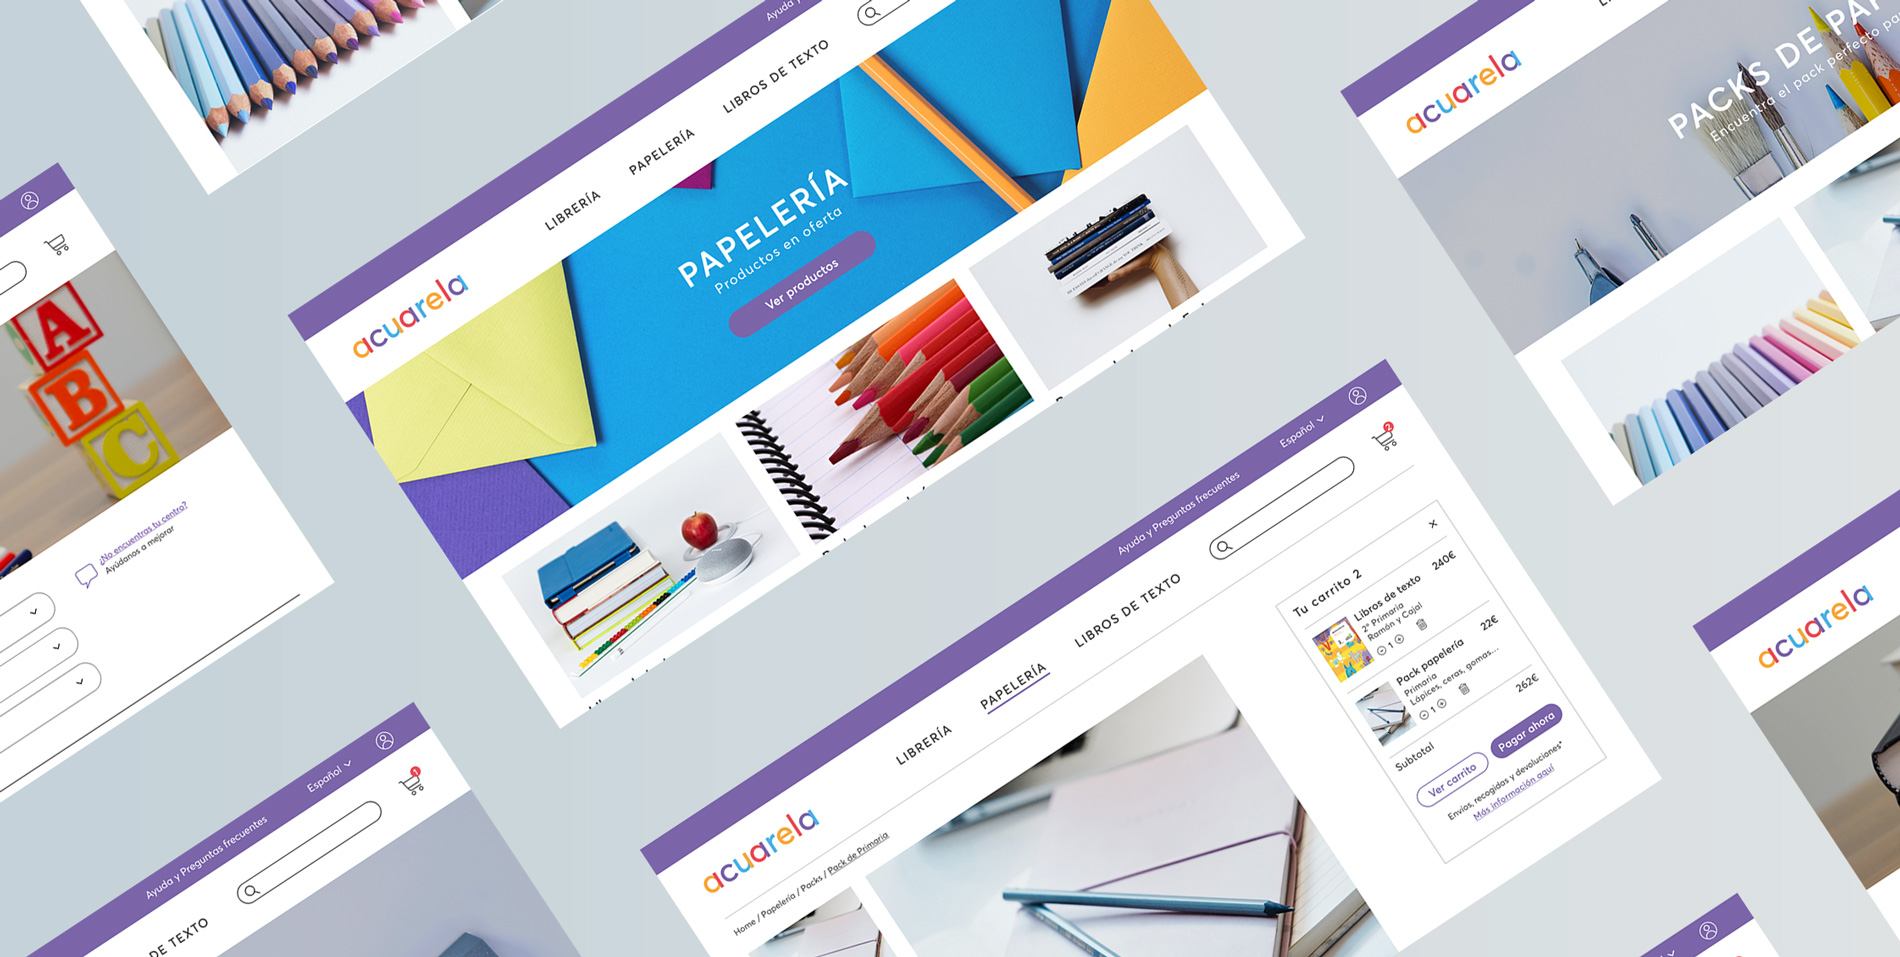 Ayuda y
LIBRERÍA
PAPELERÍA
LIBROS DE TEXTO
acuarela
PAPELERÍA
Productos en oferta
Ver productos
acuarela
PACKS DE PA
Encuentra el pack perfecto pa
A
B
C
¿No encuentras tu centro?
Ayúdanos a mejorar
Ayuda y Preguntas frecuentes
Español
1
DE TEXTO
Ayuda y Preguntas frecuentes
Español
2
LIBRERÍA
PAPELERÍA
LIBROS DE TEXTO
acuarela
Home / Papelería / Packs / Pack de Primaria
Tu carrito 2
Libros de texto
240€
2º Primaria
Ramón y Cajal
1
Pack papelería
22€
Primaria
Lápices, ceras, gomas...
1
Subtotal
262€
Ver carrito
Pagar ahora
Envíos, recogidas y devoluciones*
Más información aquí
acuarela